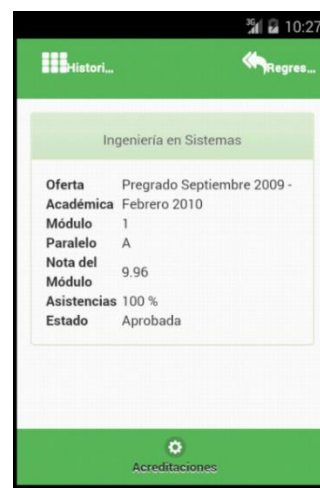 3G 10:27
Histori... Regres...
Ingeniería en Sistemas
Oferta Académica Pregrado Septiembre 2009 - Febrero 2010
Módulo 1
Paralelo A
Nota del Módulo 9.96
Asistencias 100 %
Estado Aprobada
Acreditaciones